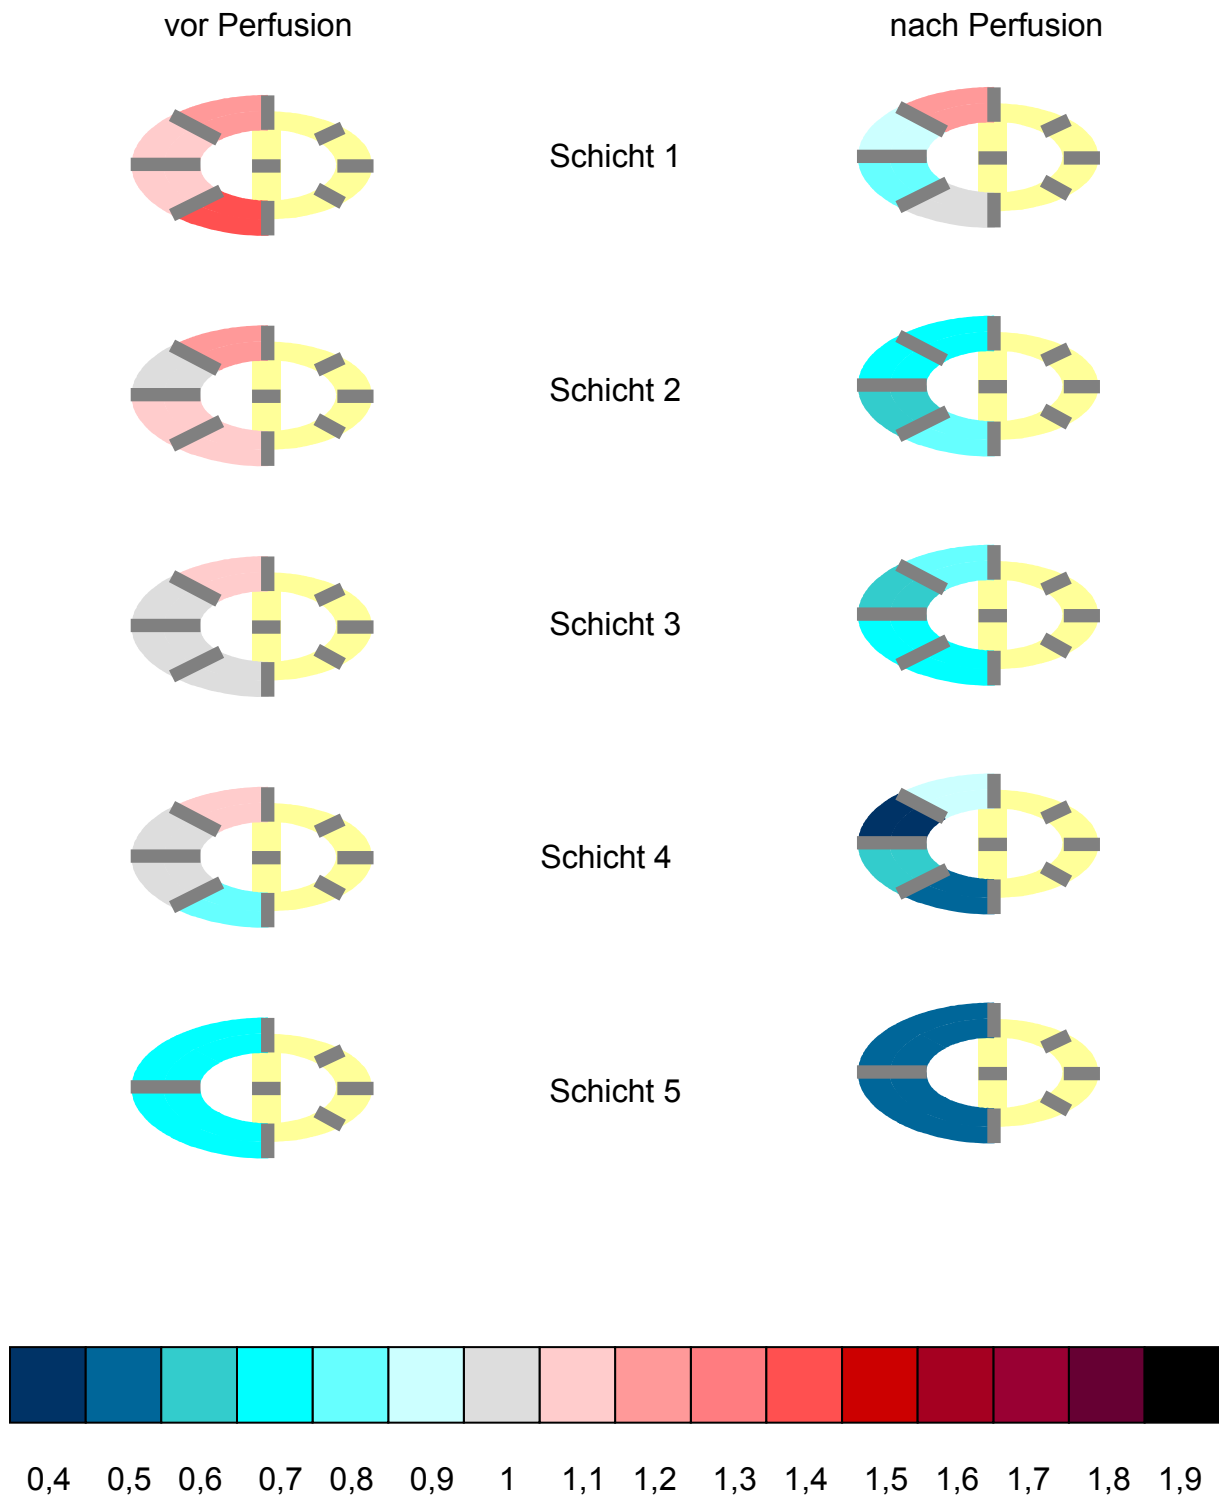 vor Perfusion nach Perfusion
Schicht 1
Schicht 2
Schicht 3
Schicht 4
Schicht 5
0,4 0,5 0,6 0,7 0,8 0,9 1 1,1 1,2 1,3 1,4 1,5 1,6 1,7 1,8 1,9